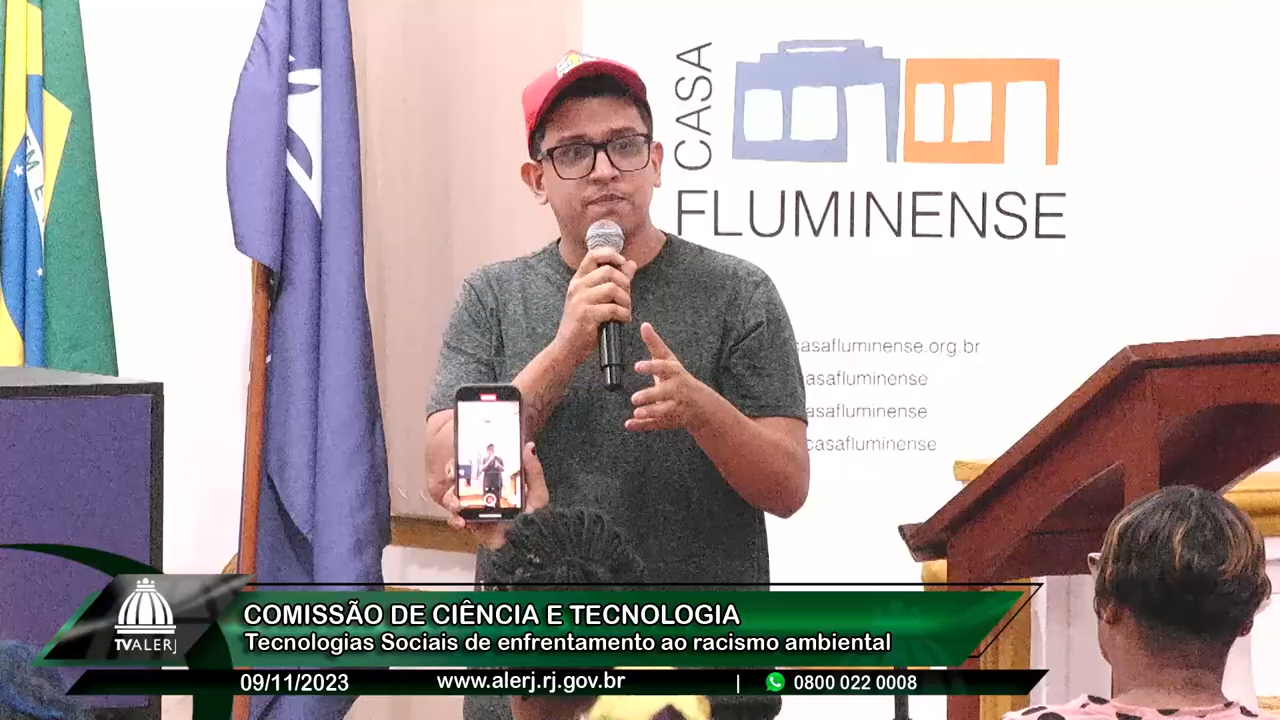 EM E
CASA
FLUMINENSE
casafluminense.org.br
casafluminense
casafluminense
casafluminense
COMISSÃO DE CIÊNCIA E TECNOLOGIA
Tecnologias Sociais de enfrentamento ao racismo ambiental
TVALERJ
09/11/2023 www.alerj.rj.gov.br | 0800 022 0008